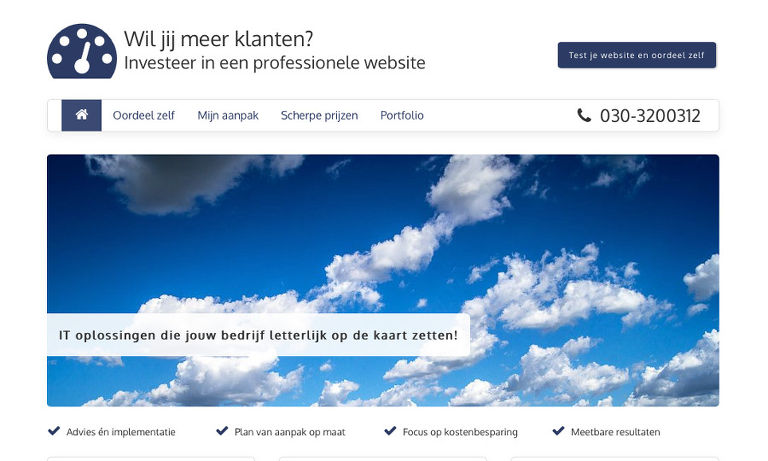 Wil jij meer klanten?
Investeer in een professionele website
Test je website en oordeel zelf
Oordeel zelf
Mijn aanpak
Scherpe prijzen
Portfolio
030-3200312
IT oplossingen die jouw bedrijf letterlijk op de kaart zetten!
Advies én implementatie
Plan van aanpak op maat
Focus op kostenbesparing
Meetbare resultaten